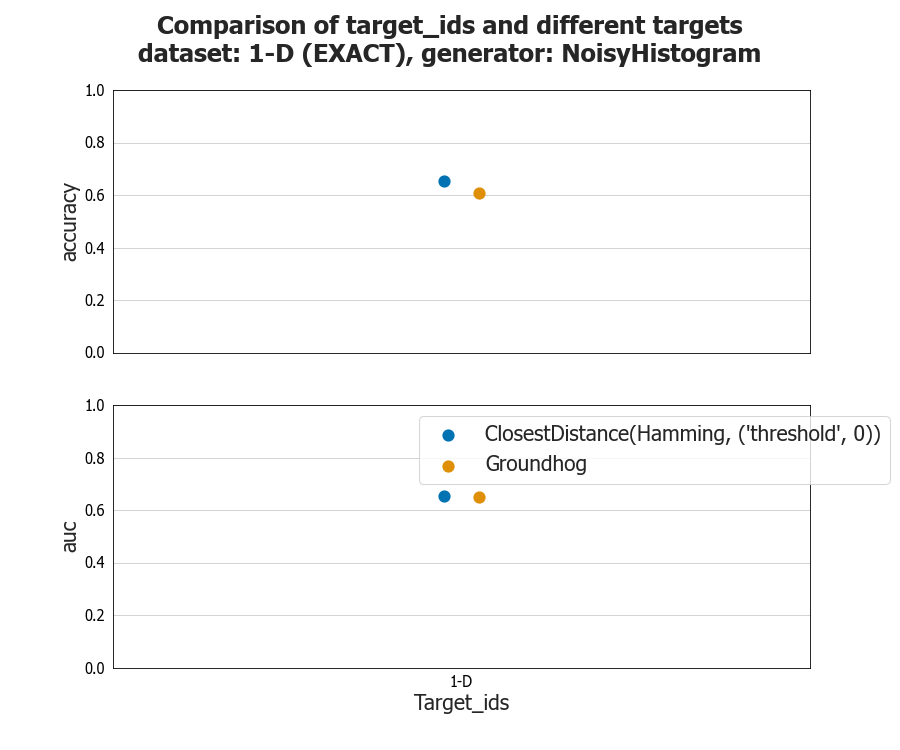 Comparison of target_ids and different targets
dataset: 1-D (EXACT), generator: NoisyHistogram
1.0
0.8
0.6
0.4
0.2
0.0
accuracy
1.0
0.8
0.6
0.4
0.2
0.0
auc
ClosestDistance(Hamming, ('threshold', 0))
Groundhog
1-D
Target_ids